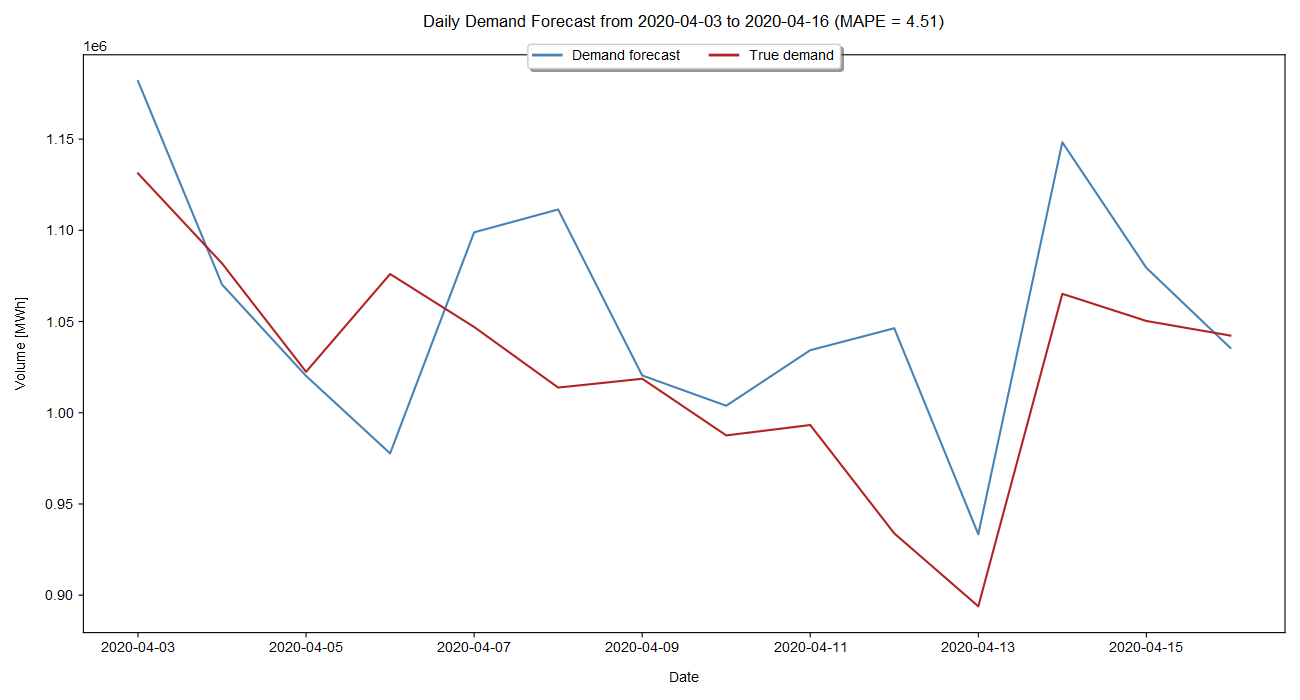 Daily Demand Forecast from 2020-04-03 to 2020-04-16 (MAPE = 4.51)
1e6
Demand forecast True demand
1.15
1.10
1.05
1.00
0.95
0.90
Volume [MWh]
2020-04-03 2020-04-05 2020-04-07 2020-04-09 2020-04-11 2020-04-13 2020-04-15
Date